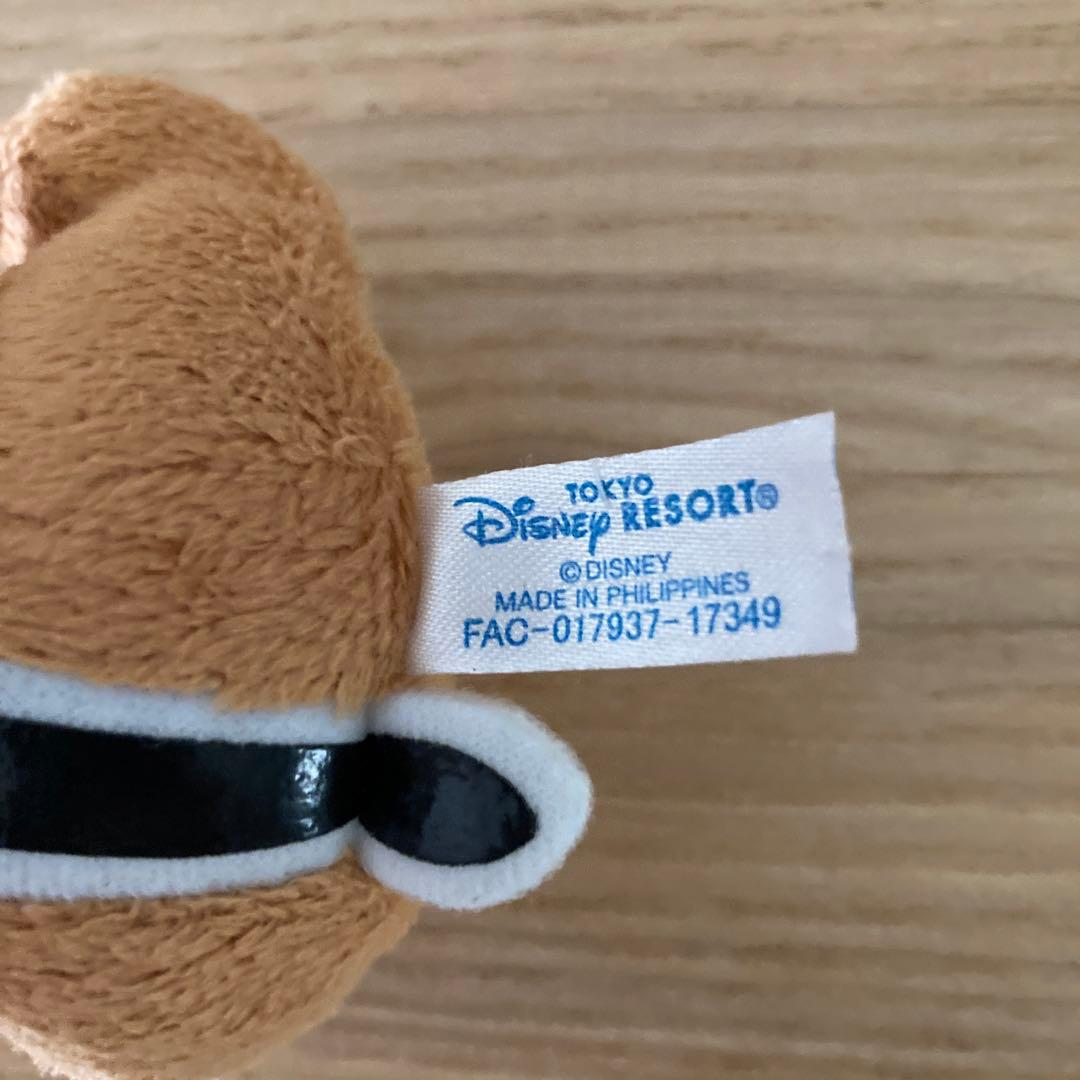 TOKYO
Disney RESORT®
©DISNEY
MADE IN PHILIPPINES
FAC-017937-17349